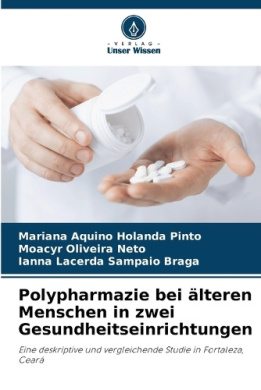 VERLAG
Unser Wissen
Mariana Aquino Holanda Pinto
Moacyr Oliveira Neto
Ianna Lacerda Sampaio Braga
Polypharmazie bei älteren
Menschen in zwei
Gesundheitseinrichtungen
Eine deskriptive und vergleichende Studie in Fortaleza,
Ceará